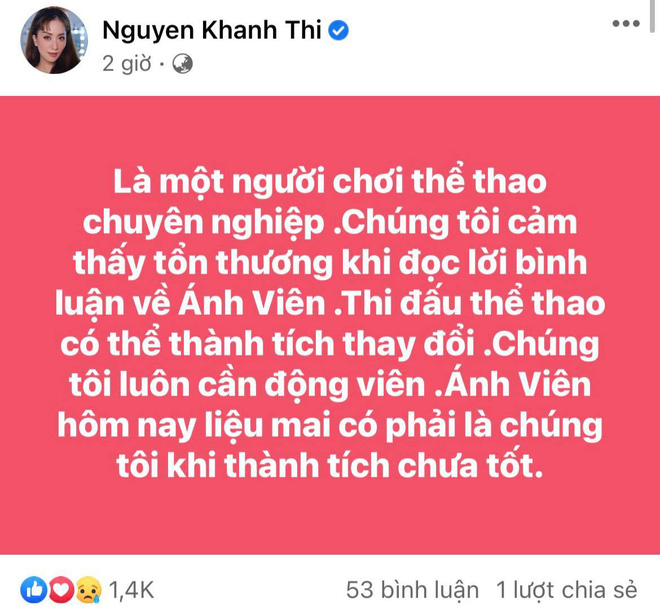 Nguyen Khanh Thi
2 giờ
Là một người chơi thể thao
chuyên nghiệp .Chúng tôi cảm
thấy tổn thương khi đọc lời bình
luận về Ánh Viên .Thi đấu thể thao
có thể thành tích thay đổi .Chúng
tôi luôn cần động viên .Ánh Viên
hôm nay liệu mai có phải là chúng
tôi khi thành tích chưa tốt.
1,4K 53 bình luận 1 lượt chia sẻ